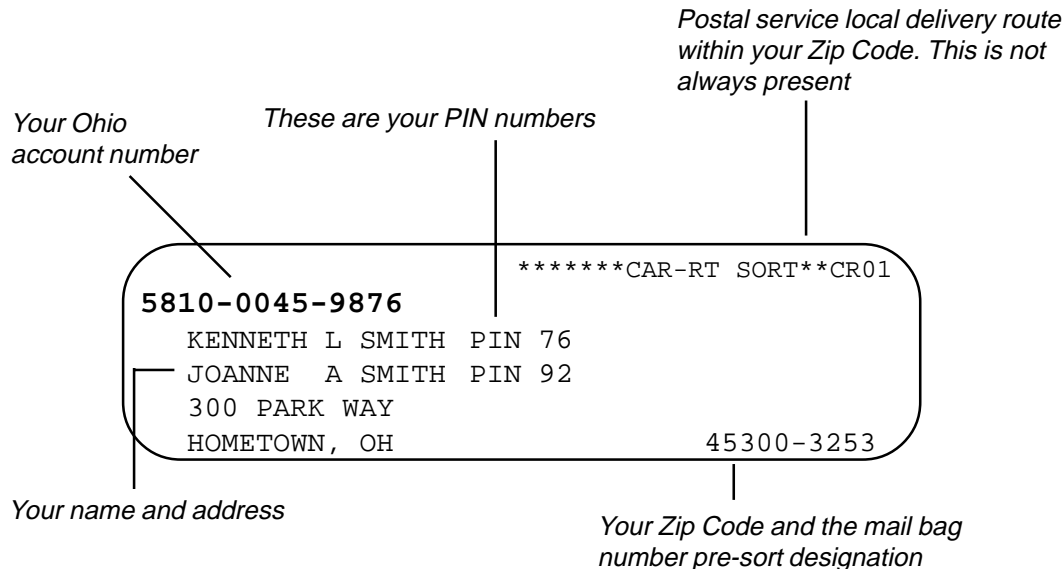 Postal service local delivery route
within your Zip Code. This is not
always present
Your Ohio
account number
These are your PIN numbers
*******CAR-RT SORT**CR01
5810-0045-9876
KENNETH L SMITH PIN 76
JOANNE A SMITH PIN 92
300 PARK WAY
HOMETOWN, OH 45300-3253
Your name and address
Your Zip Code and the mail bag
number pre-sort designation